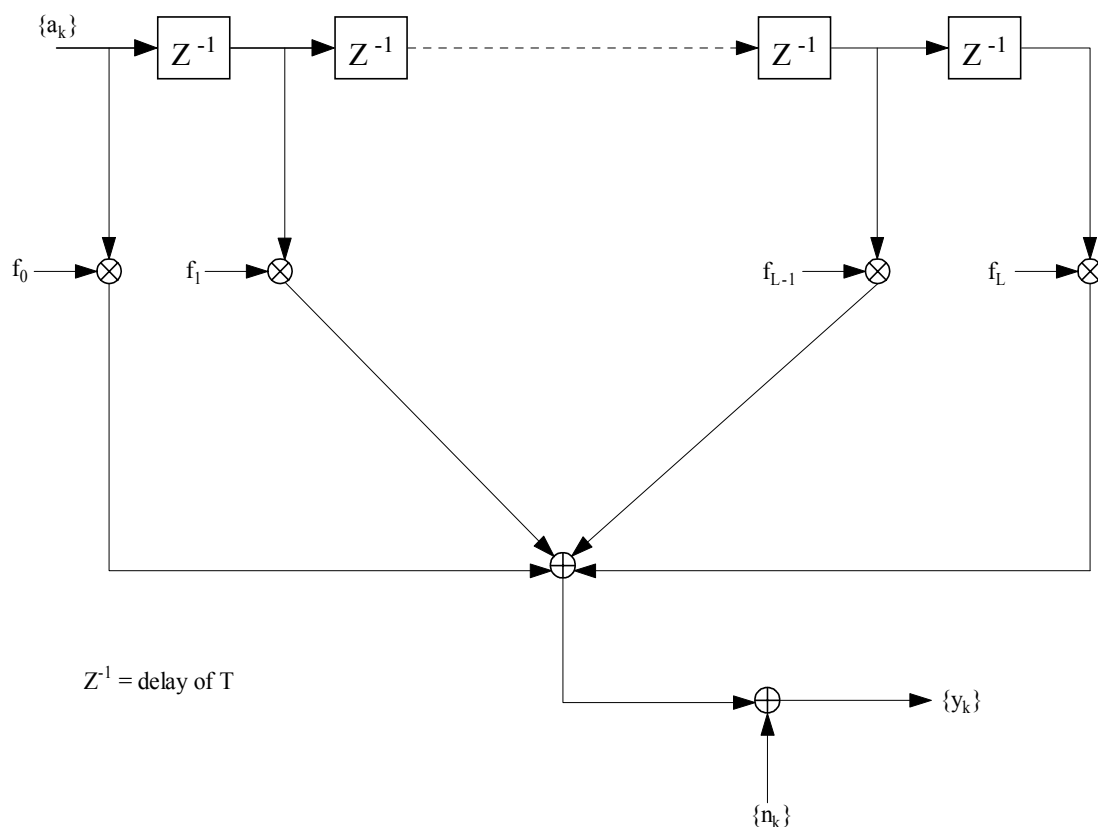 {a_k}
Z^-1
Z^-1
Z^-1
Z^-1
f_0
f_1
f_L-1
f_L
Z^-1 = delay of T
{y_k}
{n_k}